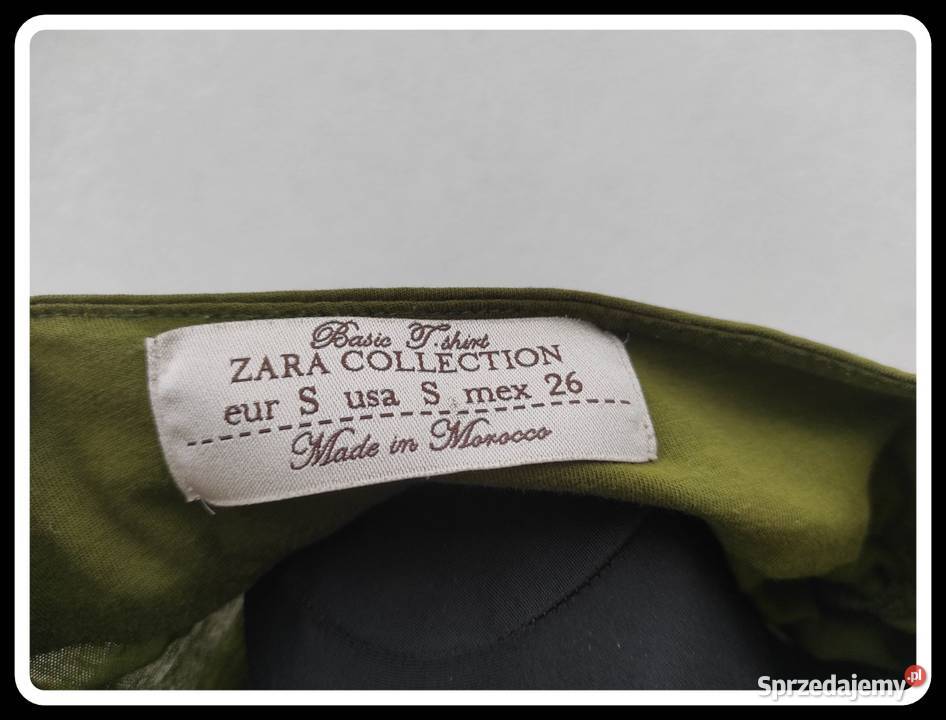 Basic T.shirt
ZARA COLLECTION
eur S usa S mex 26
Made in Morocco
Sprzedajemy.pl